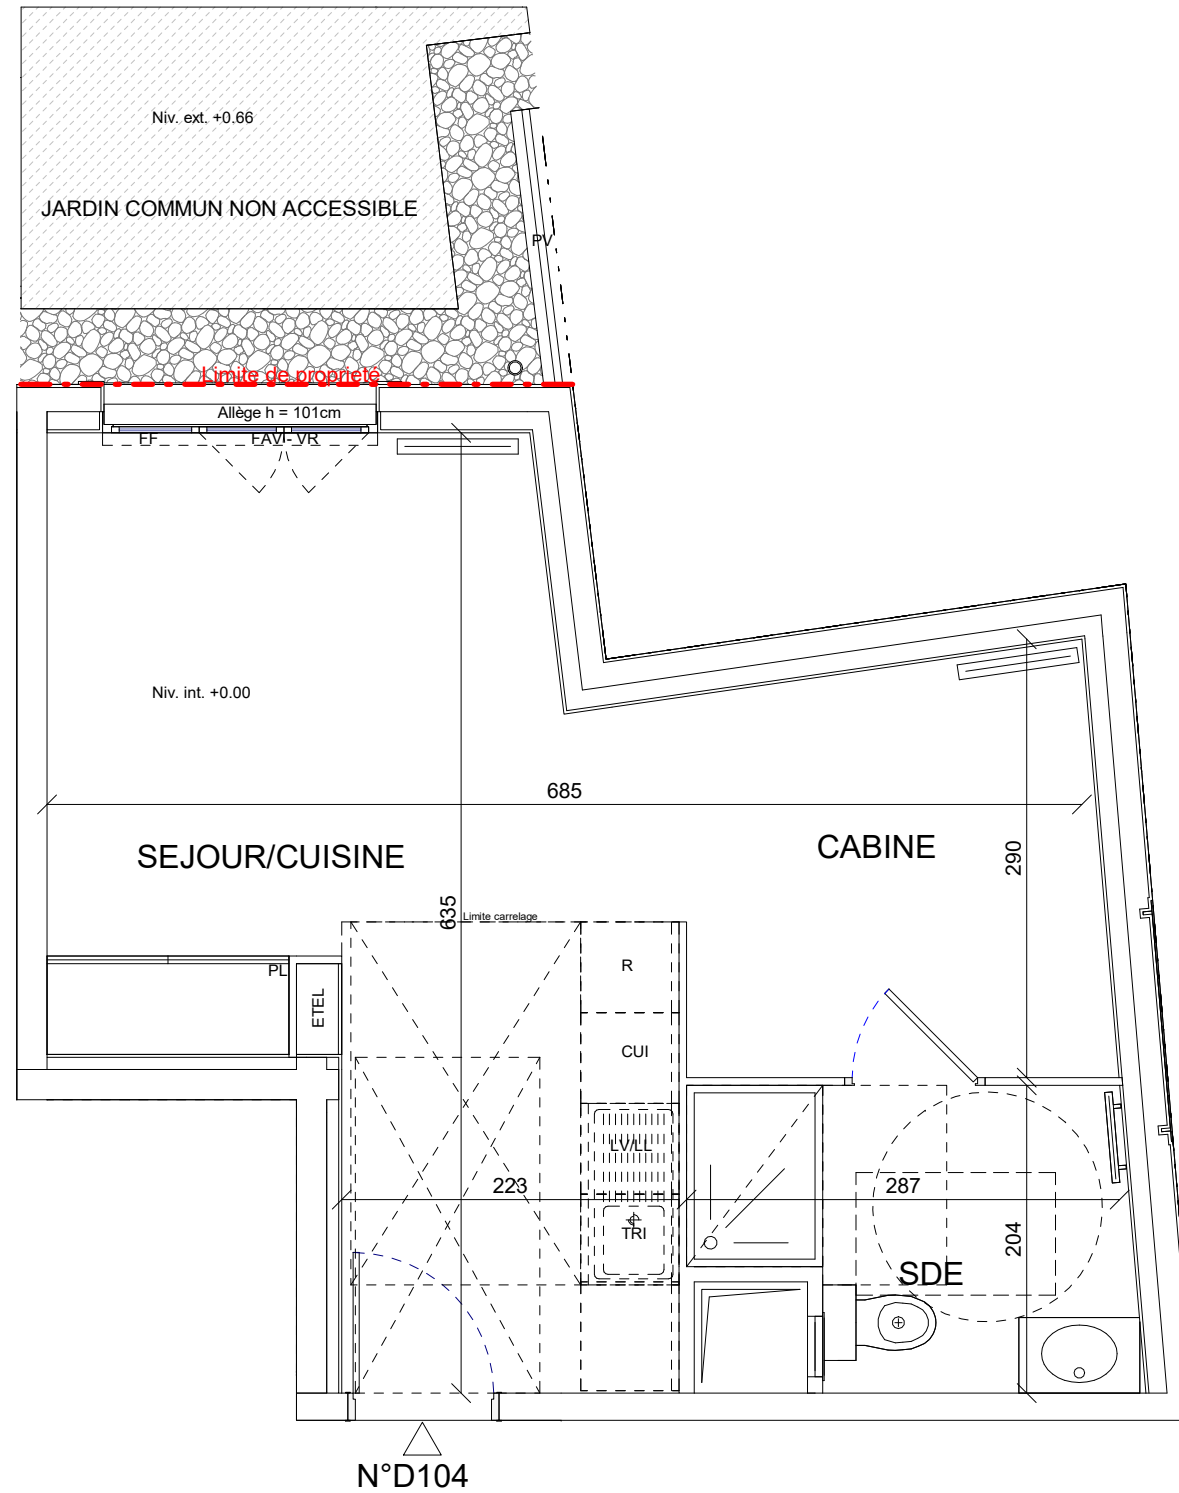 Niv. ext. +0.66
JARDIN COMMUN NON ACCESSIBLE
PV
Limite de proprieté
Allège h = 101cm
FF
FAV - VR
Niv. int. +0.00
685
SEJOUR/CUISINE
CABINE
290
635
Limite carrelage
PL
ETEL
R
CUI
LV/LL
223
287
TRI
204
SDE
N°D104